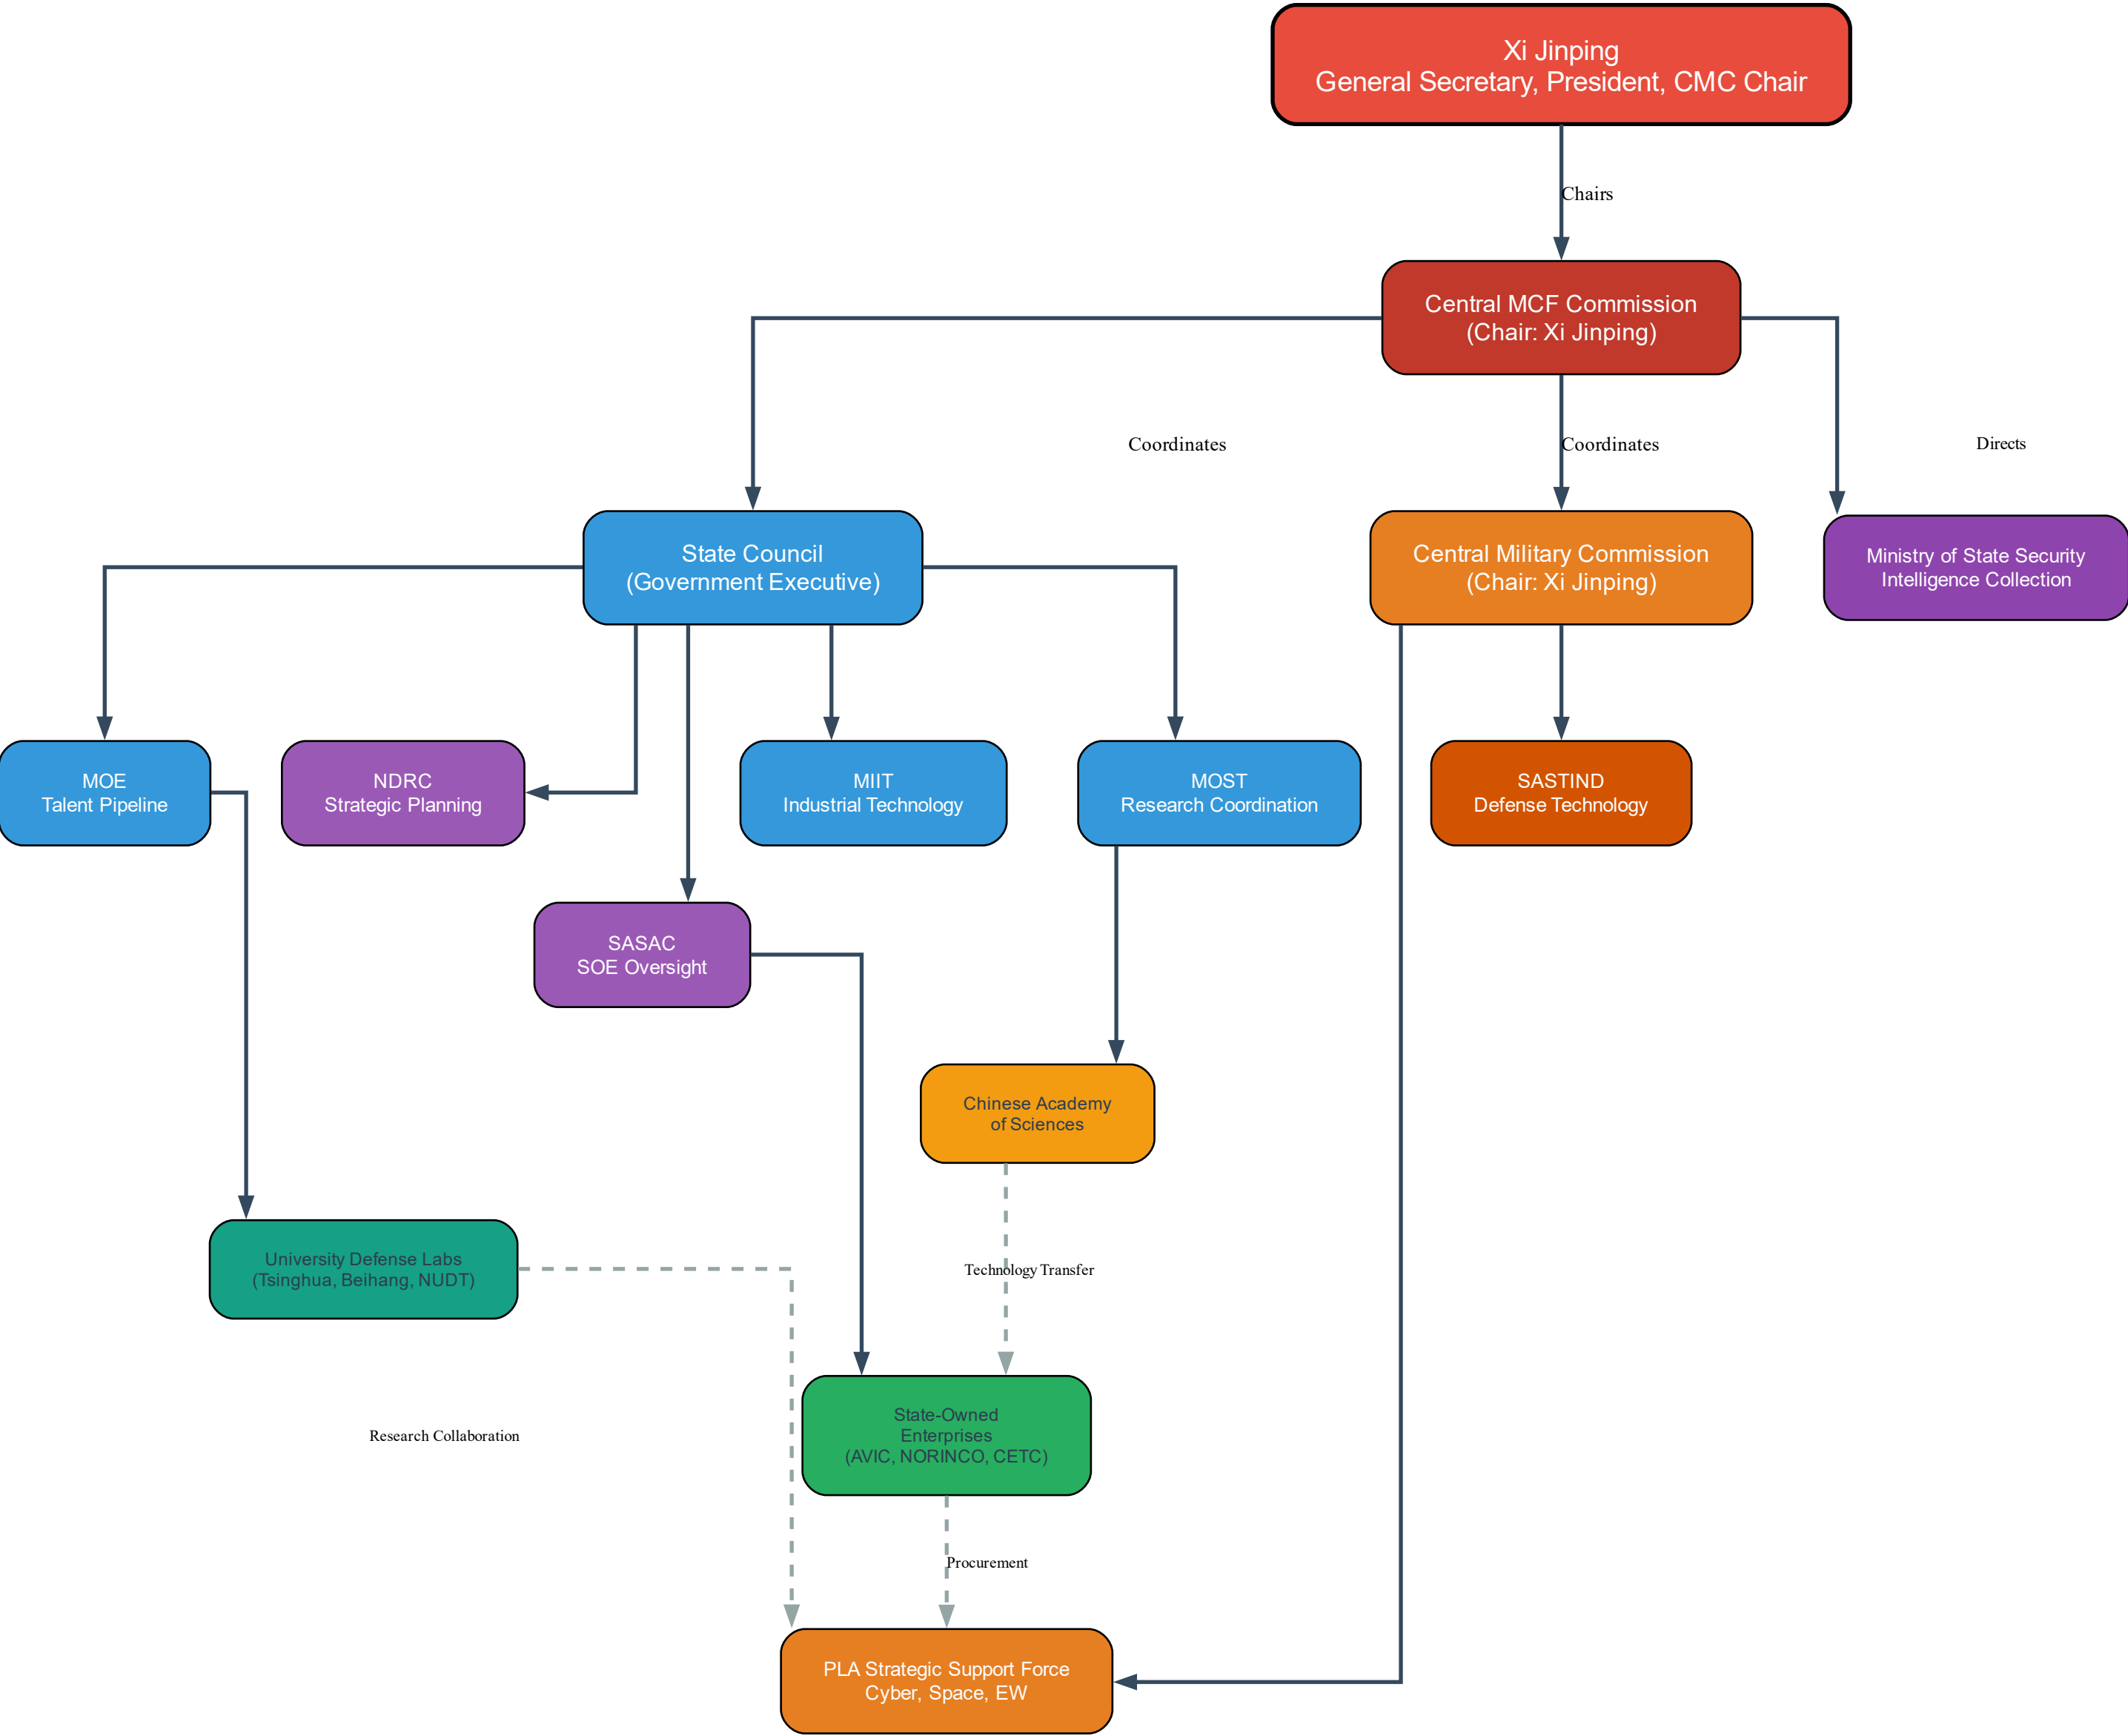 Xi Jinping
General Secretary, President, CMC Chair
Chairs
Central MCF Commission
(Chair: Xi Jinping)
Coordinates
Coordinates
Directs
State Council
(Government Executive)
Central Military Commission
(Chair: Xi Jinping)
Ministry of State Security
Intelligence Collection
MOE
Talent Pipeline
NDRC
Strategic Planning
MIIT
Industrial Technology
MOST
Research Coordination
SASTIND
Defense Technology
SASAC
SOE Oversight
Chinese Academy
of Sciences
University Defense Labs
(Tsinghua, Beihang, NUDT)
Technology Transfer
State-Owned
Enterprises
(AVIC, NORINCO, CETC)
Research Collaboration
Procurement
PLA Strategic Support Force
Cyber, Space, EW